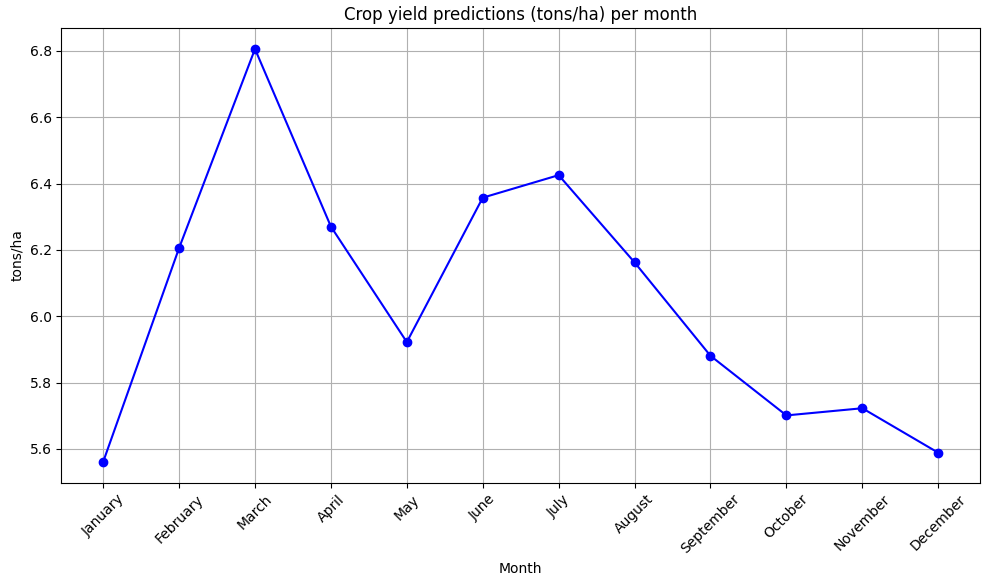 Crop yield predictions (tons/ha) per month
tons/ha
6.8
6.6
6.4
6.2
6.0
5.8
5.6
January
February
March
April
May
June
July
August
September
October
November
December
Month